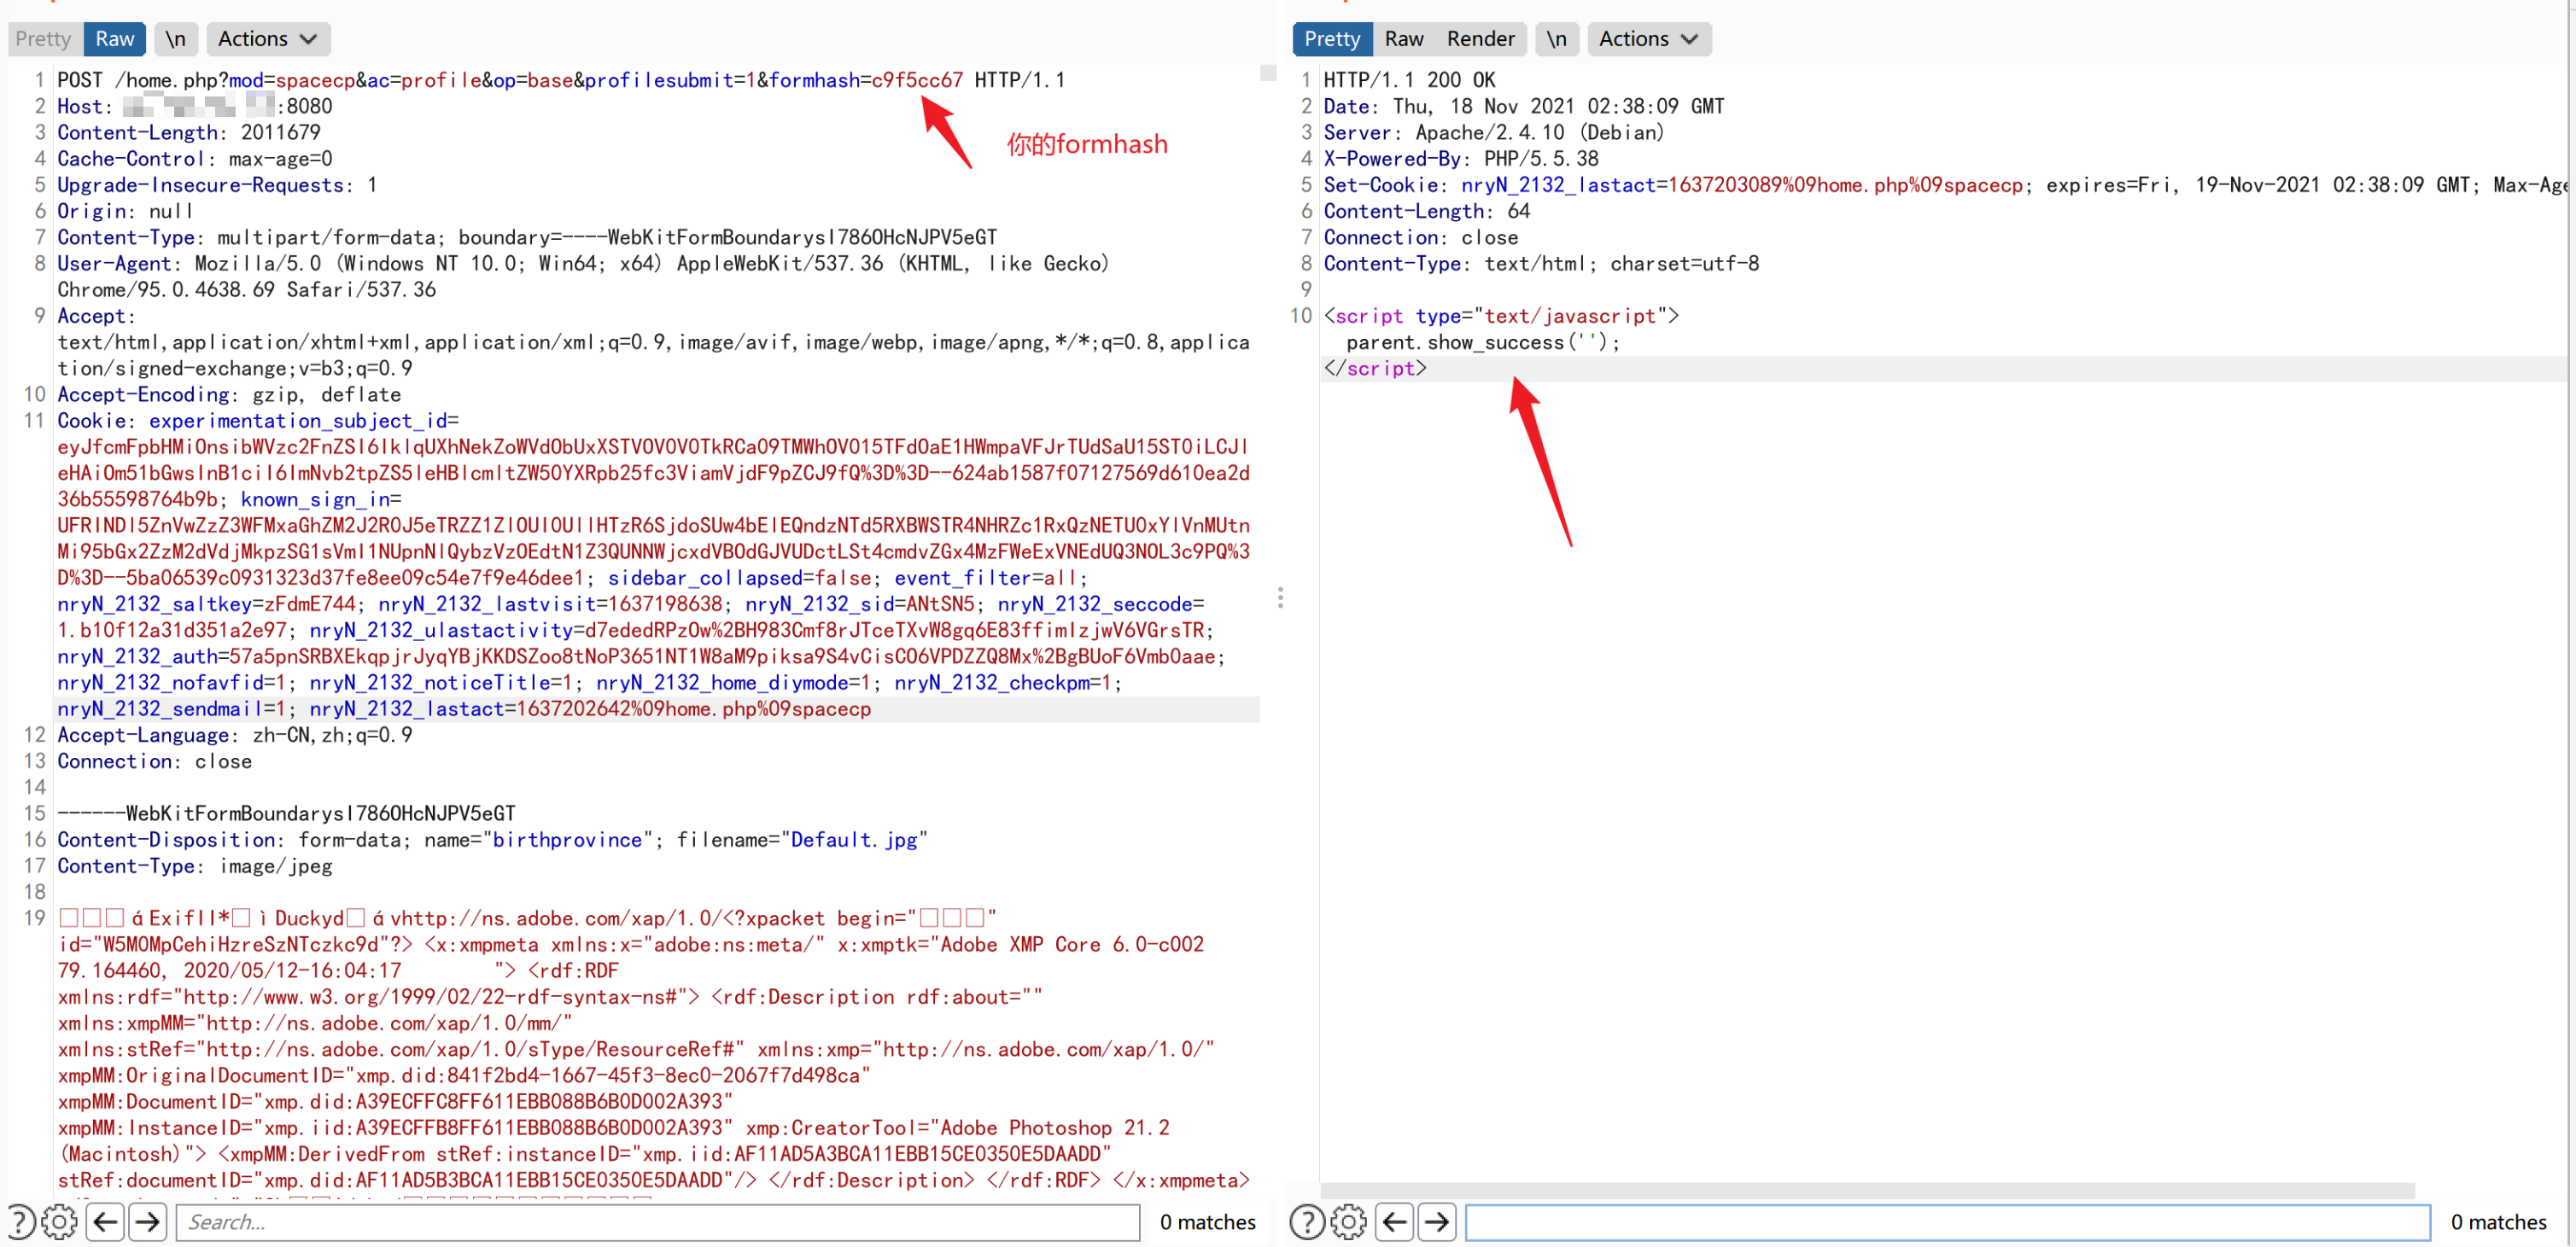 Pretty Raw \n Actions
1 POST /home.php?mod=spacecp&ac=profile&op=base&profilesubmit=1&formhash=c9f5cc67 HTTP/1.1
2 Host: :8080
3 Content-Length: 2011679
4 Cache-Control: max-age=0
5 Upgrade-Insecure-Requests: 1
6 Origin: null
7 Content-Type: multipart/form-data; boundary=----WebKitFormBoundarysI786OHcNJPV5eGT
8 User-Agent: Mozilla/5.0 (Windows NT 10.0; Win64; x64) AppleWebKit/537.36 (KHTML, like Gecko)
Chrome/95.0.4638.69 Safari/537.36
9 Accept:
text/html,application/xhtml+xml,application/xml;q=0.9,image/avif,image/webp,image/apng,*/*;q=0.8,applica
tion/signed-exchange;v=b3;q=0.9
10 Accept-Encoding: gzip, deflate
11 Cookie: experimentation_subject_id=
36b55598764b9b; known_sign_in=
D%3D--5ba06539c0931323d37fe8ee09c54e7f9e46dee1; sidebar_collapsed=false; event_filter=all;
nryN_2132_saltkey=zFdmE744; nryN_2132_lastvisit=1637198638; nryN_2132_sid=ANtSN5; nryN_2132_seccode=
1.b10f12a31d351a2e97; nryN_2132_ulastactivity=
nryN_2132_auth=
nryN_2132_nofavfid=1; nryN_2132_noticeTitle=1; nryN_2132_home_diymode=1; nryN_2132_checkpm=1;
nryN_2132_sendmail=1; nryN_2132_lastact=1637202642%09home.php%09spacecp
12 Accept-Language: zh-CN,zh;q=0.9
13 Connection: close
14
15 ------WebKitFormBoundarysI786OHcNJPV5eGT
16 Content-Disposition: form-data; name="birthprovince"; filename="Default.jpg"
17 Content-Type: image/jpeg
18
19 áExifII* ìDuckyd ávhttp://ns.adobe.com/xap/1.0/<?xpacket begin=""
id="W5M0MpCehiHzreSzNTczkc9d"?> <x:xmpmeta xmlns:x="adobe:ns:meta/" x:xmptk="Adobe XMP Core 6.0-c002
79.164460, 2020/05/12-16:04:17 "> <rdf:RDF
xmlns:rdf="http://www.w3.org/1999/02/22-rdf-syntax-ns#"> <rdf:Description rdf:about=""
xmlns:xmpMM="http://ns.adobe.com/xap/1.0/mm/"
xmlns:stRef="http://ns.adobe.com/xap/1.0/sType/ResourceRef#" xmlns:xmp="http://ns.adobe.com/xap/1.0/"
xmpMM:OriginalDocumentID="xmp.did:841f2bd4-1667-45f3-8ec0-2067f7d498ca"
xmpMM:DocumentID="xmp.did:A39ECFFC8FF611EBB088B6B0D002A393"
xmpMM:InstanceID="xmp.iid:A39ECFFB8FF611EBB088B6B0D002A393" xmp:CreatorTool="Adobe Photoshop 21.2
(Macintosh)"> <xmpMM:DerivedFrom stRef:instanceID="xmp.iid:AF11AD5A3BCA11EBB15CE0350E5DAADD"
stRef:documentID="xmp.did:AF11AD5B3BCA11EBB15CE0350E5DAADD"/> </rdf:Description> </rdf:RDF> </x:xmpmeta>
你的formhash
Search...
0 matches
Pretty Raw Render \n Actions
1 HTTP/1.1 200 OK
2 Date: Thu, 18 Nov 2021 02:38:09 GMT
3 Server: Apache/2.4.10 (Debian)
4 X-Powered-By: PHP/5.5.38
5 Set-Cookie: nryN_2132_lastact=1637203089%09home.php%09spacecp; expires=Fri, 19-Nov-2021 02:38:09 GMT; Max-Age
6 Content-Length: 64
7 Connection: close
8 Content-Type: text/html; charset=utf-8
9
10 <script type="text/javascript">
parent.show_success('');
</script>
0 matches